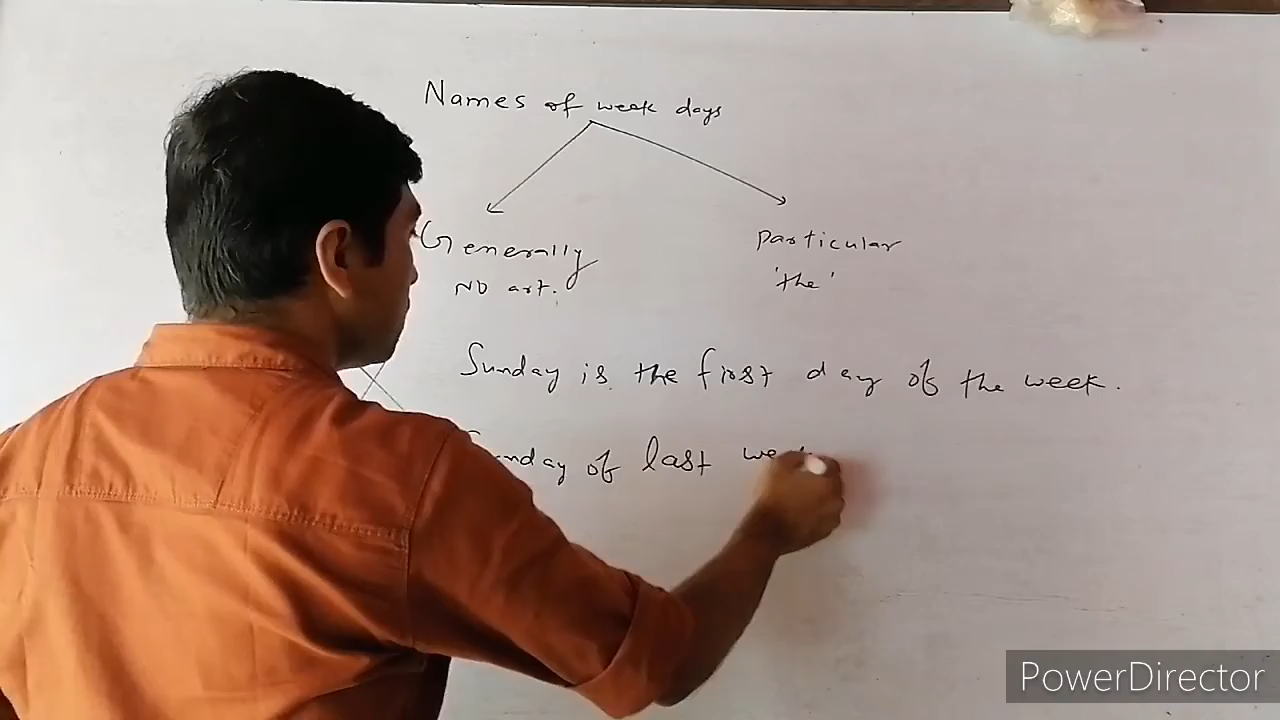 Names of week days
Generally particular
No art. 'the'
Sunday is the first day of the week.
of last
PowerDirector